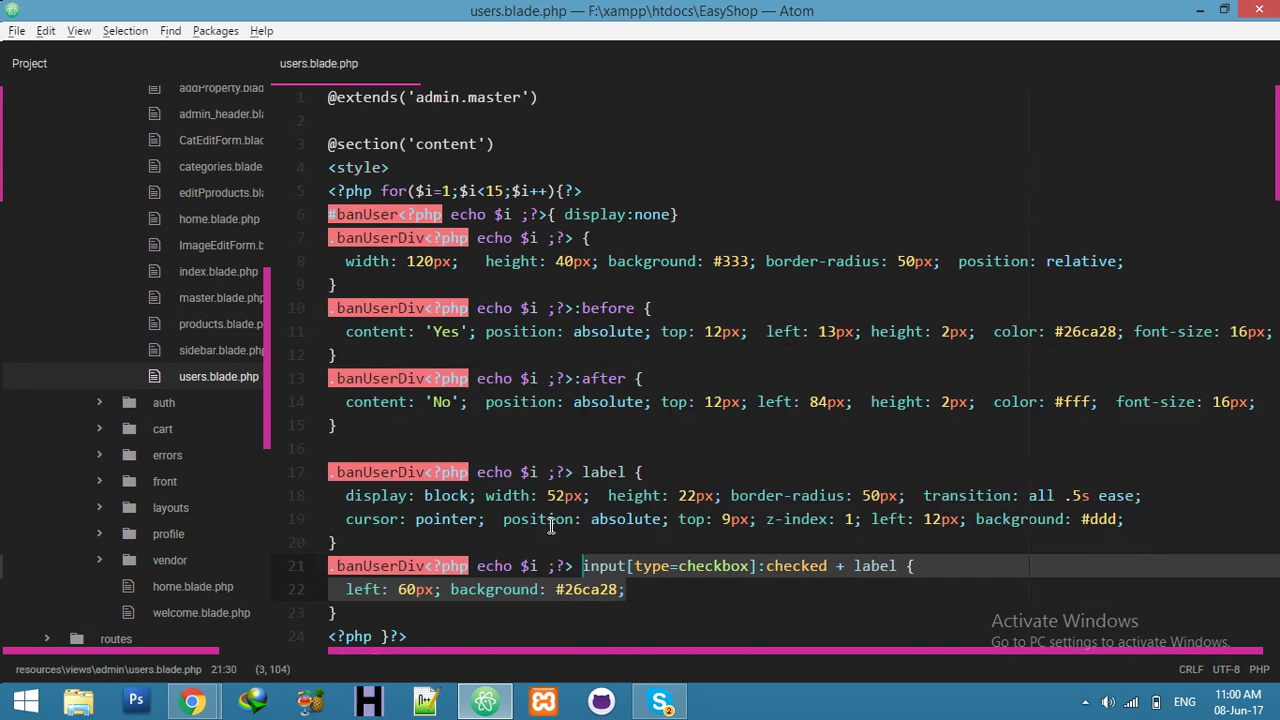 users.blade.php — F:\xampp\htdocs\EasyShop — Atom
File Edit View Selection Find Packages Help
Project
users.blade.php
addProperty.blad
admin_header.bla
CatEditForm.blad
categories.blade.
editPproducts.bla
home.blade.php
ImageEditForm.b
index.blade.php
master.blade.php
products.blade.p
sidebar.blade.php
users.blade.php
auth
cart
errors
front
layouts
profile
vendor
home.blade.php
welcome.blade.php
routes
1 @extends('admin.master')
2
3 @section('content')
4 <style>
5 <?php for($i=1;$i<15;$i++){?>
6 #banUser<?php echo $i ;?>{ display:none}
7 .banUserDiv<?php echo $i ;?> {
8 width: 120px; height: 40px; background: #333; border-radius: 50px; position: relative;
9 }
10 .banUserDiv<?php echo $i ;?>:before {
11 content: 'Yes'; position: absolute; top: 12px; left: 13px; height: 2px; color: #26ca28; font-size: 16px;
12 }
13 .banUserDiv<?php echo $i ;?>:after {
14 content: 'No'; position: absolute; top: 12px; left: 84px; height: 2px; color: #fff; font-size: 16px;
15 }
16
17 .banUserDiv<?php echo $i ;?> label {
18 display: block; width: 52px; height: 22px; border-radius: 50px; transition: all .5s ease;
19 cursor: pointer; position: absolute; top: 9px; z-index: 1; left: 12px; background: #ddd;
20 }
21 .banUserDiv<?php echo $i ;?> input[type=checkbox]:checked + label {
22 left: 60px; background: #26ca28;
23 }
24 <?php }?>
Activate Windows
Go to PC settings to activate Windows.
resources\views\admin\users.blade.php 21:30 (3, 104) CRLF UTF-8 PHP
Ps
H
S
2
ENG
11:00 AM
08-Jun-17